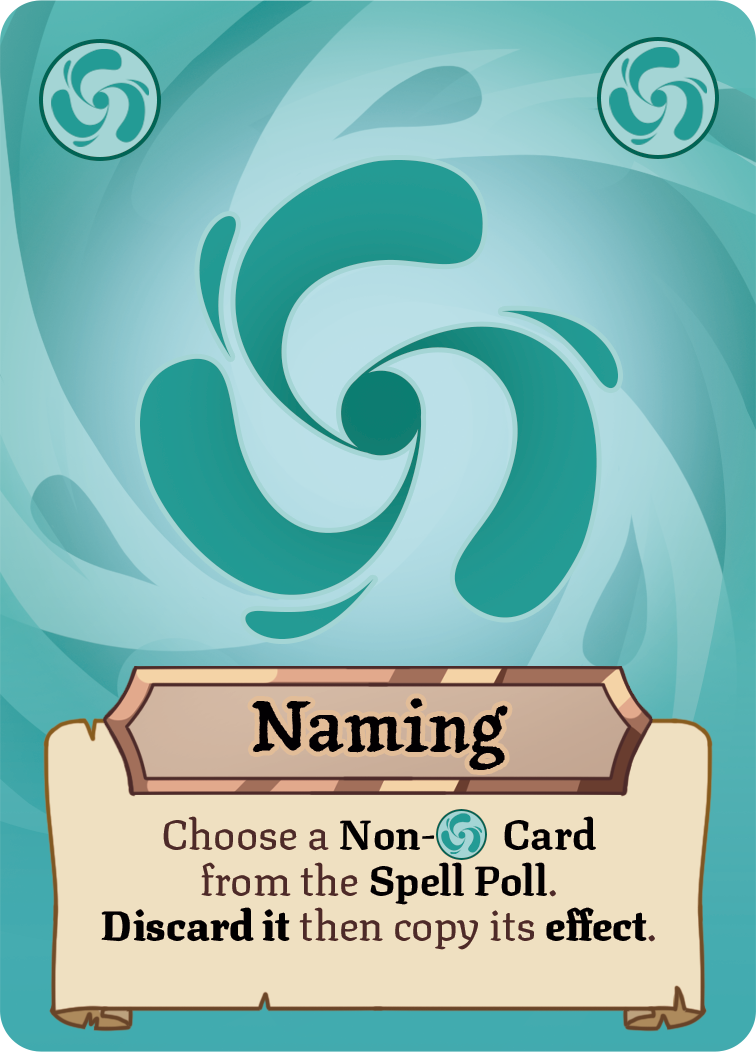 Naming
Choose a Non- Card
from the Spell Poll.
Discard it then copy its effect.